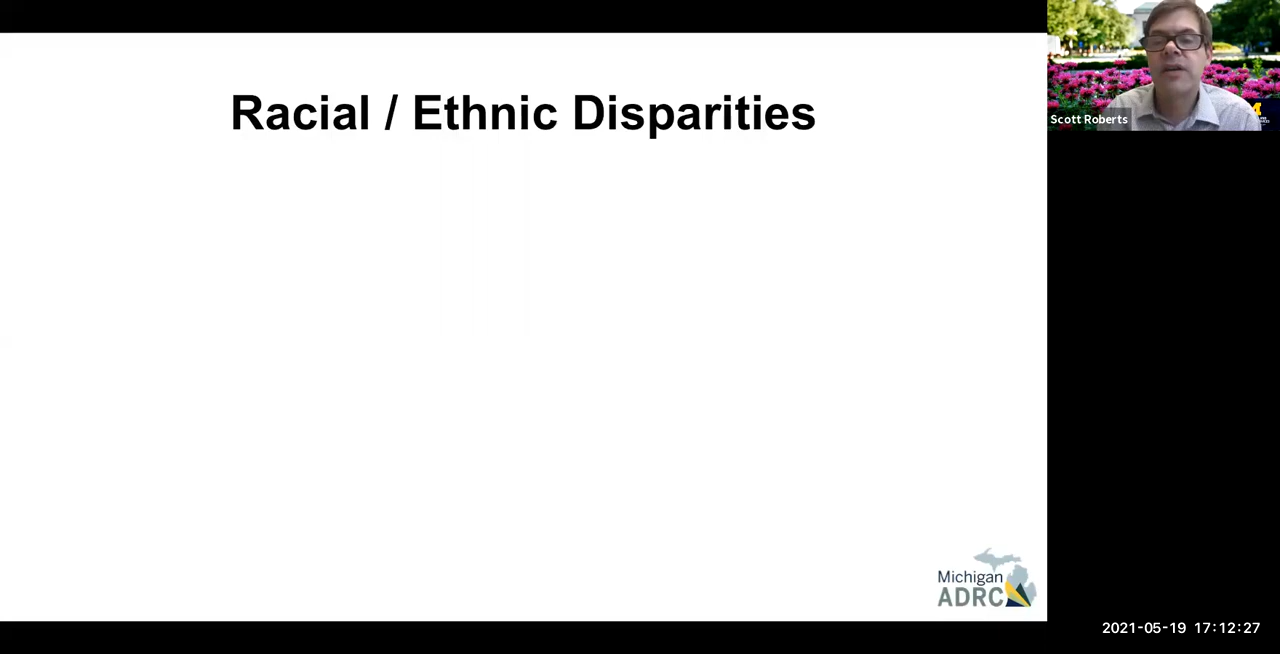 Racial / Ethnic Disparities
Scott Roberts
Michigan
ADRC
2021-05-19 17:12:27